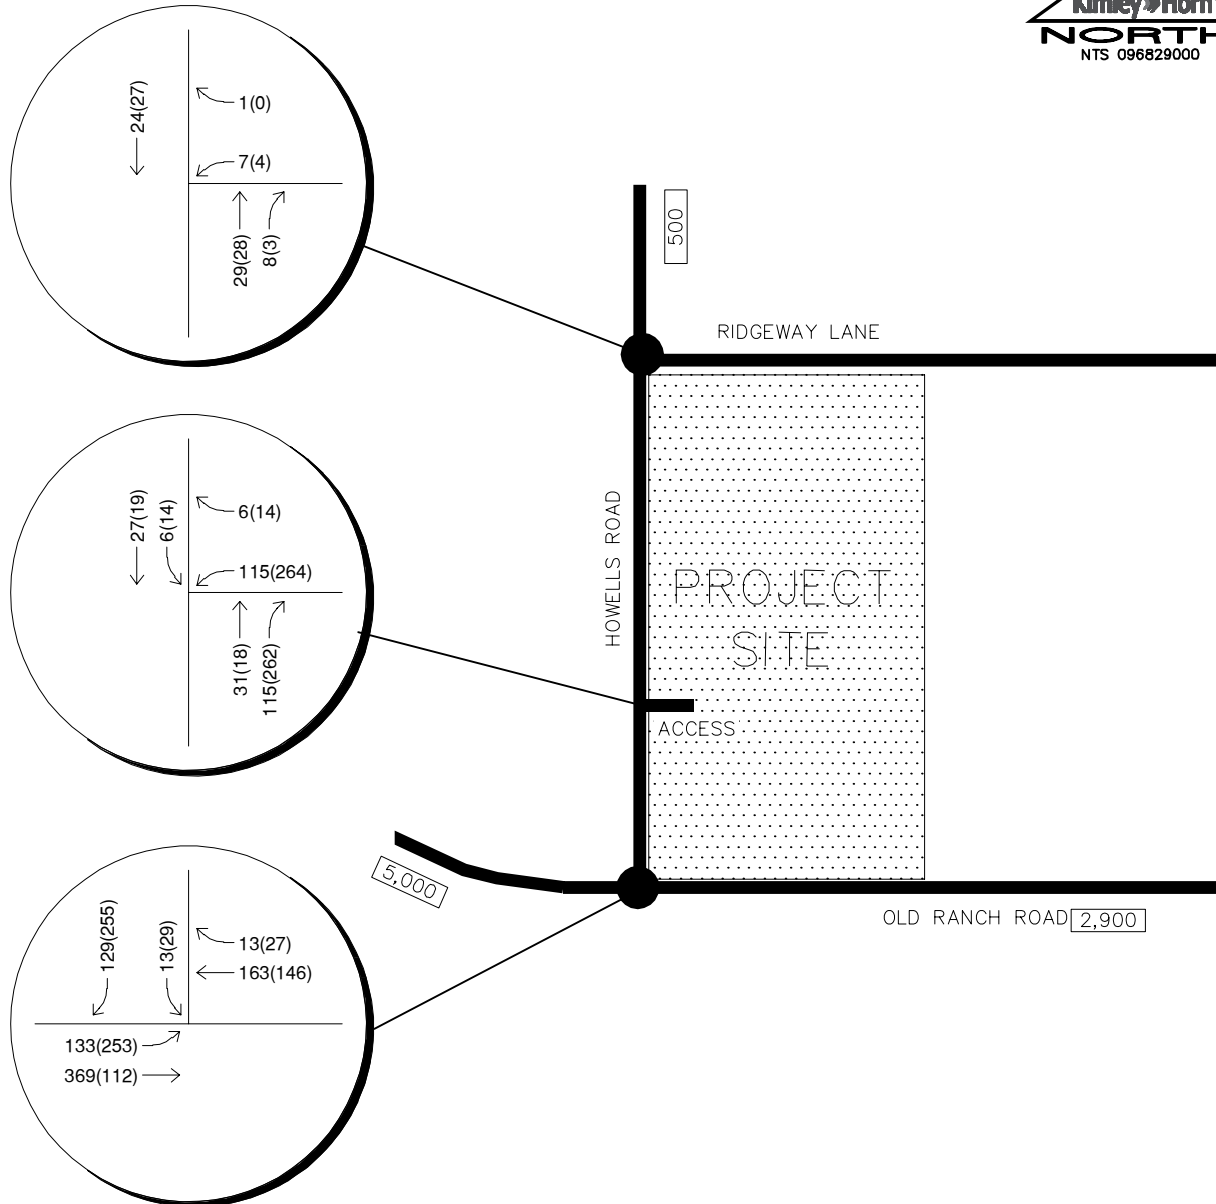 Kimley»Horn
NORTH
NTS 096829000
24(27)
1(0)
7(4)
29(28)
8(3)
500
RIDGEWAY LANE
27(19)
6(14)
6(14)
115(264)
31(18)
115(262)
HOWELLS ROAD
PROJECT
SITE
ACCESS
5,000
OLD RANCH ROAD 2,900
129(255)
13(29)
13(27)
163(146)
133(253)
369(112)